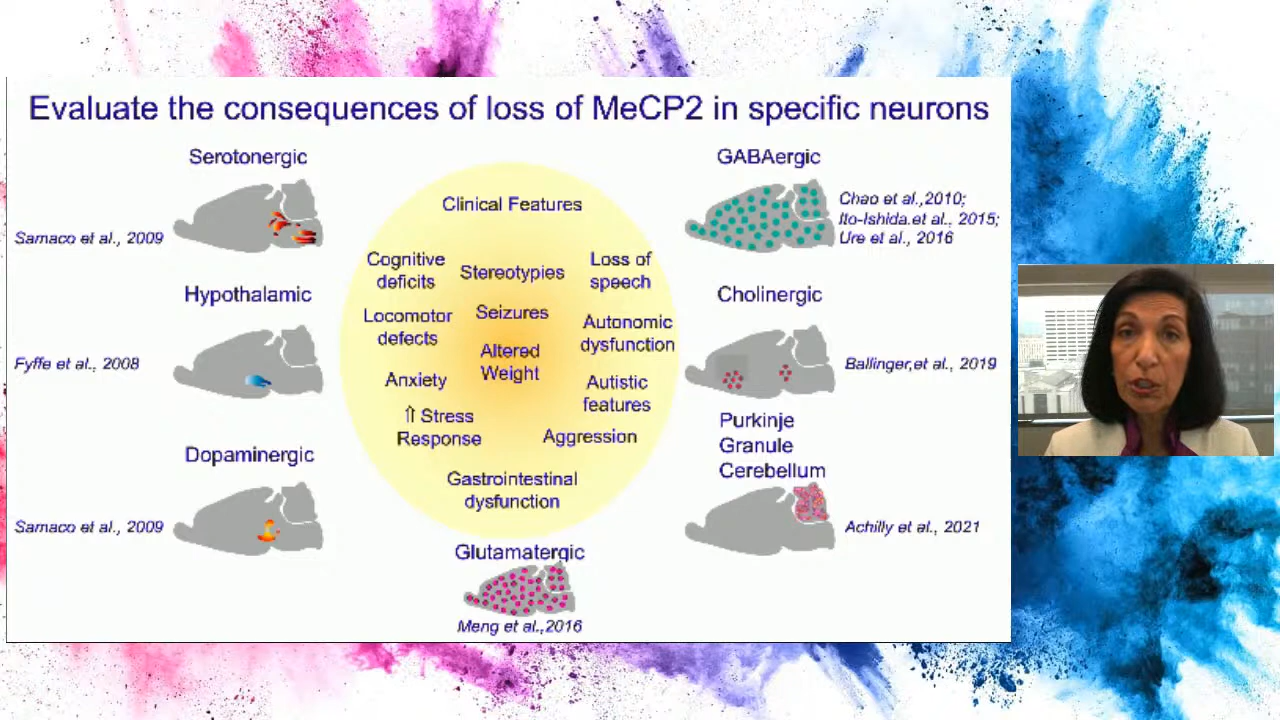 Evaluate the consequences of loss of MeCP2 in specific neurons
Serotonergic
Samaco et al., 2009
Hypothalamic
Fyffe et al., 2008
Dopaminergic
Samaco et al., 2009
Clinical Features
Cognitive
deficits
Stereotypies
Loss of
speech
Locomotor
defects
Seizures
Autonomic
dysfunction
Altered
Weight
Anxiety
Autistic
features
⇑ Stress
Response
Aggression
Gastrointestinal
dysfunction
Glutamatergic
Meng et al.,2016
GABAergic
Chao et al.,2010;
Ito-Ishida.et al., 2015;
Ure et al., 2016
Cholinergic
Ballinger,et al., 2019
Purkinje
Granule
Cerebellum
Achilly et al., 2021